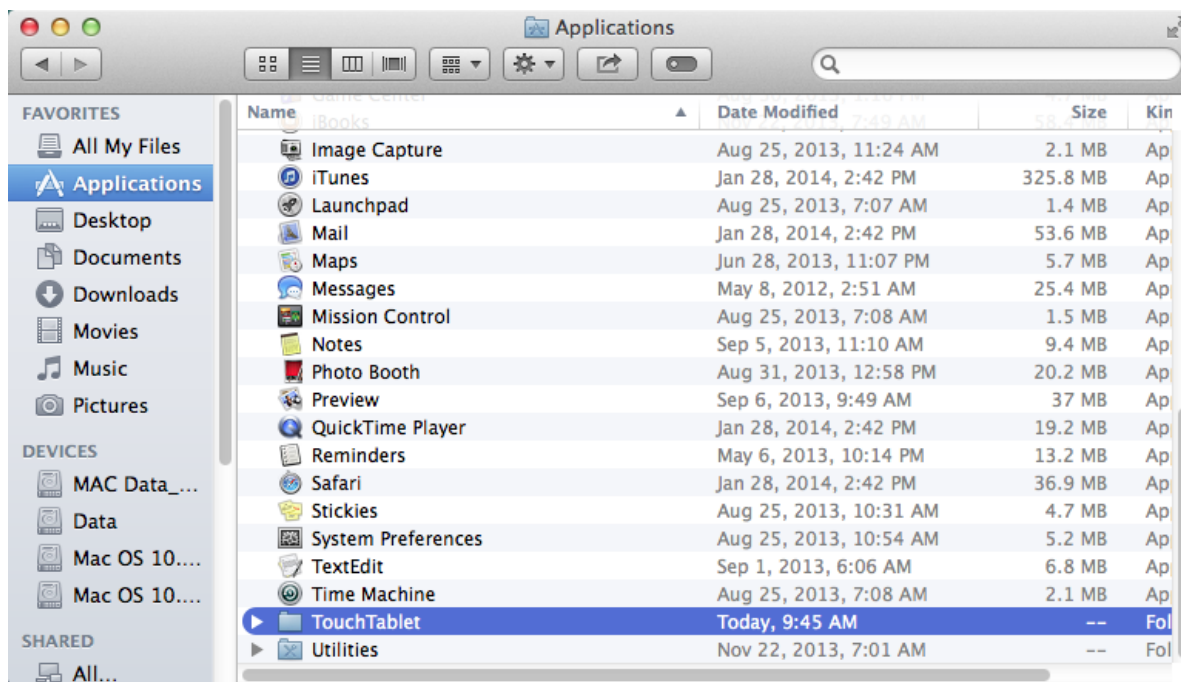 Applications
FAVORITES
All My Files
Applications
Desktop
Documents
Downloads
Movies
Music
Pictures
DEVICES
MAC Data_...
Data
Mac OS 10....
Mac OS 10....
SHARED
All...
Name Date Modified Size Kin
iBooks Nov 22, 2013, 7:49 AM 58.4 MB Ap
Image Capture Aug 25, 2013, 11:24 AM 2.1 MB Ap
iTunes Jan 28, 2014, 2:42 PM 325.8 MB Ap
Launchpad Aug 25, 2013, 7:07 AM 1.4 MB Ap
Mail Jan 28, 2014, 2:42 PM 53.6 MB Ap
Maps Jun 28, 2013, 11:07 PM 5.7 MB Ap
Messages May 8, 2012, 2:51 AM 25.4 MB Ap
Mission Control Aug 25, 2013, 7:08 AM 1.5 MB Ap
Notes Sep 5, 2013, 11:10 AM 9.4 MB Ap
Photo Booth Aug 31, 2013, 12:58 PM 20.2 MB Ap
Preview Sep 6, 2013, 9:49 AM 37 MB Ap
QuickTime Player Jan 28, 2014, 2:42 PM 19.2 MB Ap
Reminders May 6, 2013, 10:14 PM 13.2 MB Ap
Safari Jan 28, 2014, 2:42 PM 36.9 MB Ap
Stickies Aug 25, 2013, 10:31 AM 4.7 MB Ap
System Preferences Aug 25, 2013, 10:54 AM 5.2 MB Ap
TextEdit Sep 1, 2013, 6:06 AM 6.8 MB Ap
Time Machine Aug 25, 2013, 7:08 AM 2.1 MB Ap
TouchTablet Today, 9:45 AM -- Fol
Utilities Nov 22, 2013, 7:01 AM -- Fol